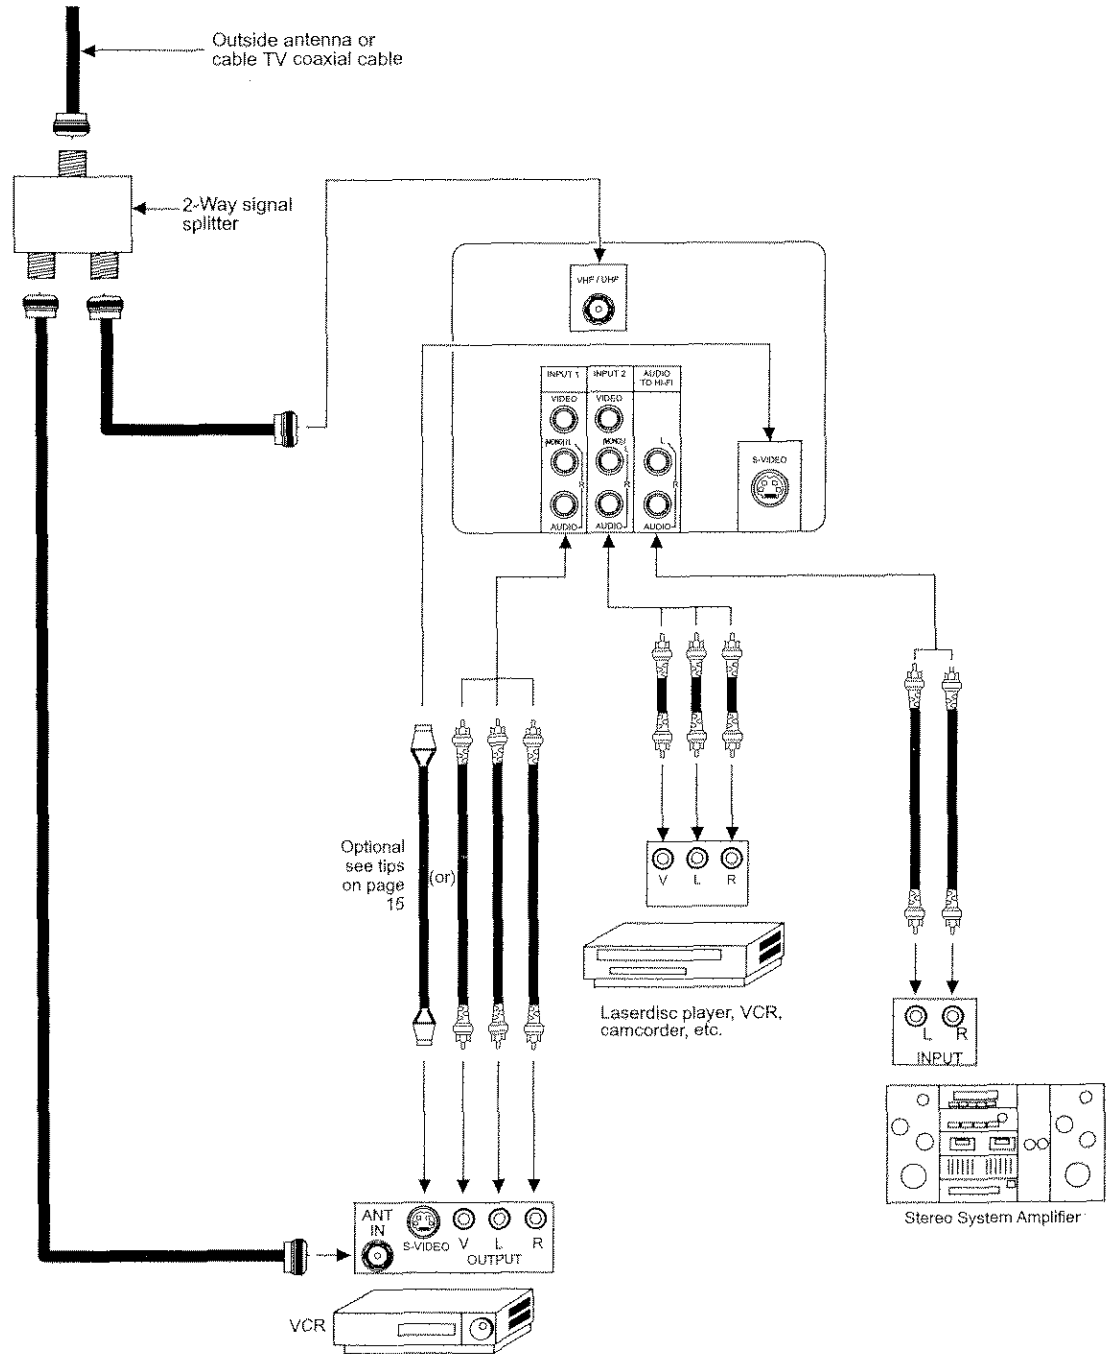 Outside antenna or
cable TV coaxial cable
2-Way signal
splitter
VHF / UHF
INPUT 1
INPUT 2
AUDIO
TO HI-FI
VIDEO
VIDEO
(MONO) L
(MONO) L
L
R
R
R
S-VIDEO
AUDIO
AUDIO
AUDIO
Optional
see tips
on page
15
(or)
V L R
Laserdisc player, VCR,
camcorder, etc.
L R
INPUT
Stereo System Amplifier
ANT
IN
S-VIDEO
V L R
OUTPUT
VCR